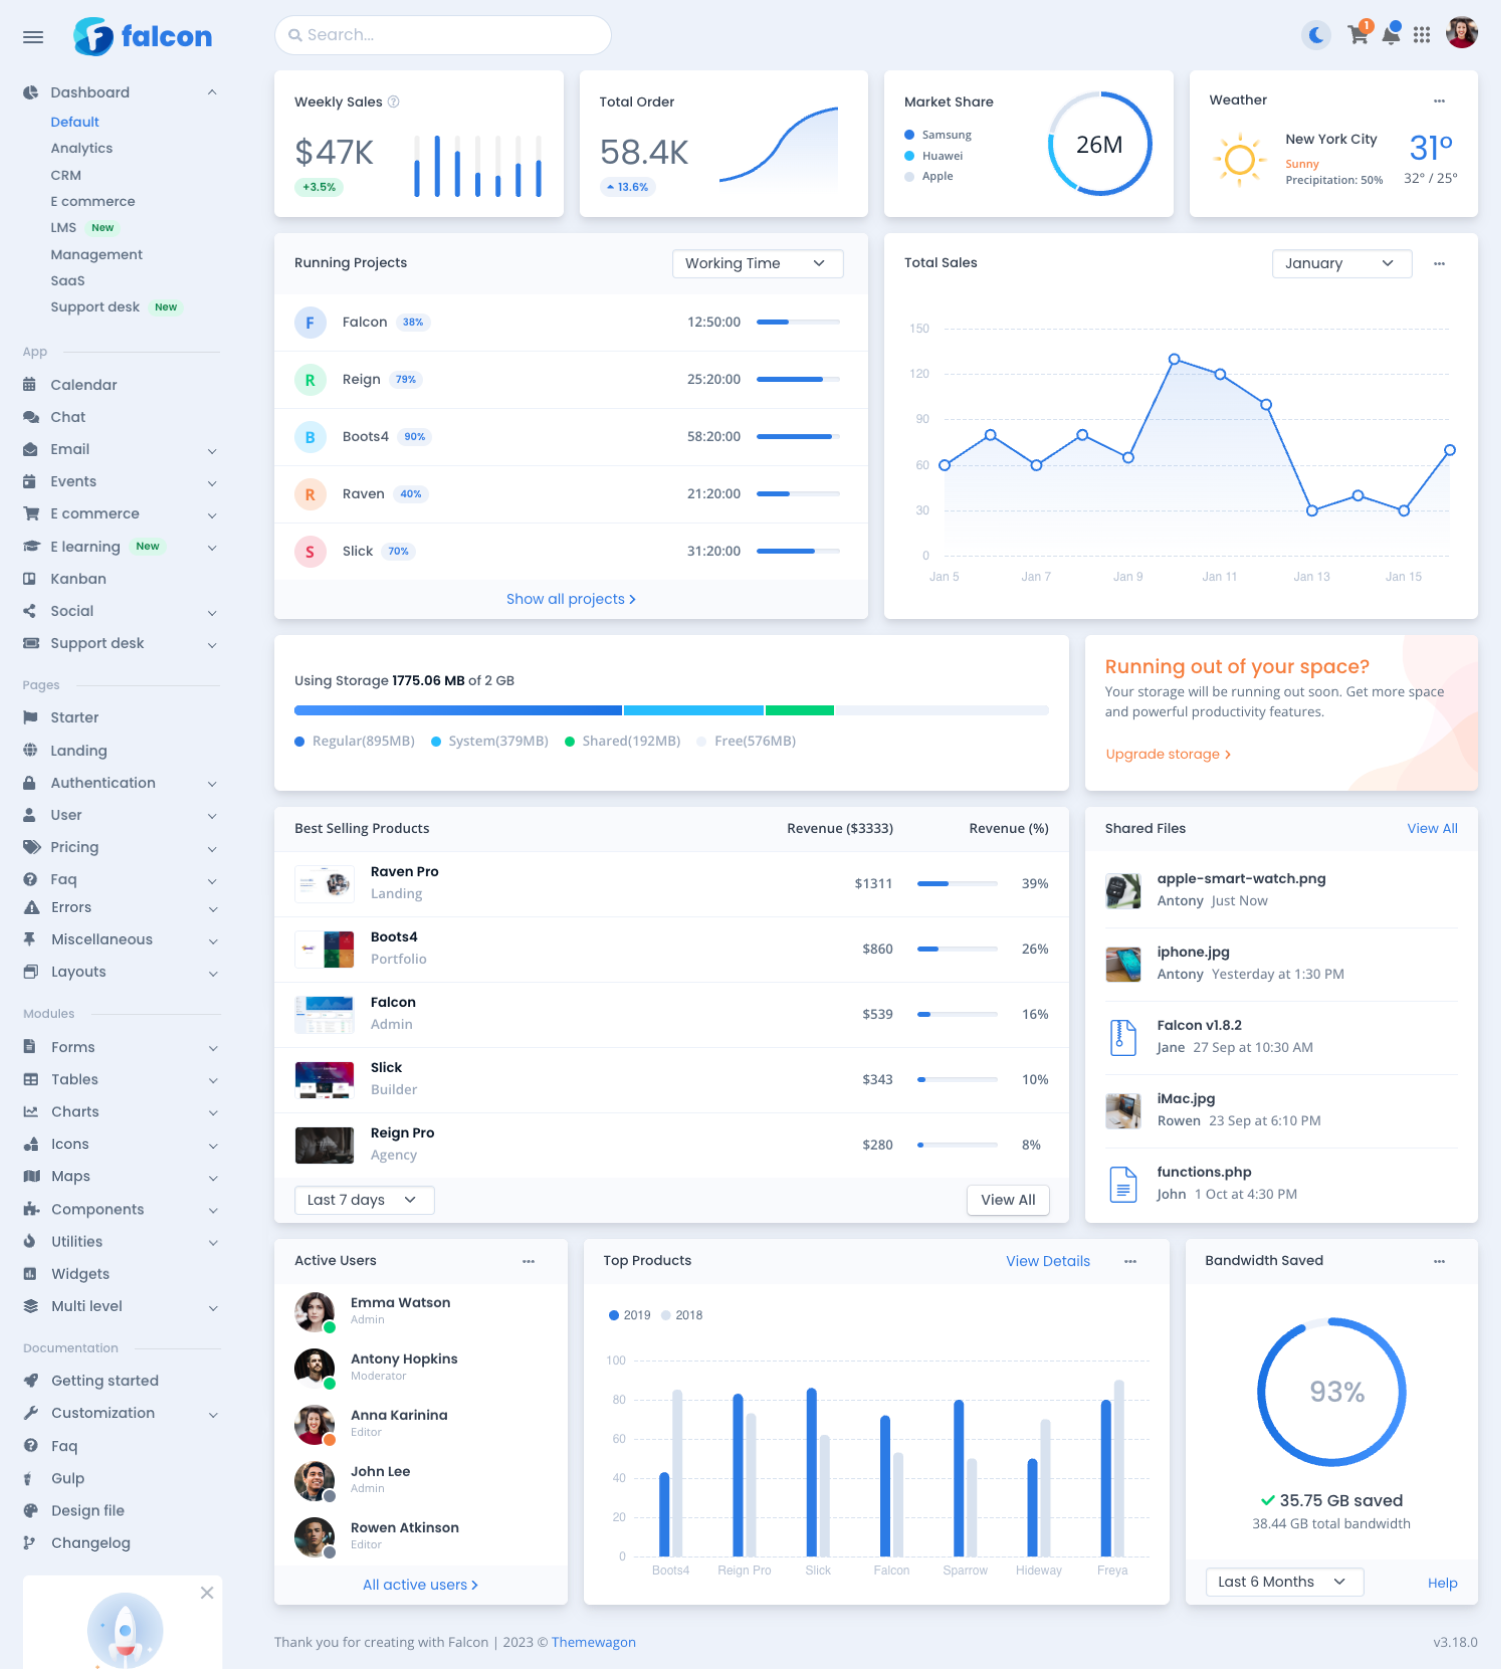 falcon
Search...
1
Dashboard
Default
Analytics
CRM
E commerce
LMS New
Management
SaaS
Support desk New
App
Calendar
Chat
Email
Events
E commerce
E learning New
Kanban
Social
Support desk
Pages
Starter
Landing
Authentication
User
Pricing
Faq
Errors
Miscellaneous
Layouts
Modules
Forms
Tables
Charts
Icons
Maps
Components
Utilities
Widgets
Multi level
Documentation
Getting started
Customization
Faq
Gulp
Design file
Changelog
Weekly Sales
$47K
+3.5%
Total Order
58.4K
13.6%
Market Share
Samsung
Huawei
Apple
26M
Weather
New York City
Sunny
Precipitation: 50%
31°
32° / 25°
Running Projects
Working Time
F Falcon 38% 12:50:00
R Reign 79% 25:20:00
B Boots4 90% 58:20:00
R Raven 40% 21:20:00
S Slick 70% 31:20:00
Show all projects
Total Sales
January
150
120
90
60
30
0
Jan 5 Jan 7 Jan 9 Jan 11 Jan 13 Jan 15
Using Storage 1775.06 MB of 2 GB
Regular(895MB) System(379MB) Shared(192MB) Free(576MB)
Running out of your space?
Your storage will be running out soon. Get more space
and powerful productivity features.
Upgrade storage
Best Selling Products Revenue ($3333) Revenue (%)
Raven Pro
Landing
$1311 39%
Boots4
Portfolio
$860 26%
Falcon
Admin
$539 16%
Slick
Builder
$343 10%
Reign Pro
Agency
$280 8%
Last 7 days
View All
Shared Files View All
apple-smart-watch.png
Antony Just Now
iphone.jpg
Antony Yesterday at 1:30 PM
Falcon v1.8.2
Jane 27 Sep at 10:30 AM
iMac.jpg
Rowen 23 Sep at 6:10 PM
functions.php
John 1 Oct at 4:30 PM
Active Users
Emma Watson
Admin
Antony Hopkins
Moderator
Anna Karinina
Editor
John Lee
Admin
Rowen Atkinson
Editor
All active users
Top Products View Details
2019 2018
100
80
60
40
20
0
Boots4 Reign Pro Slick Falcon Sparrow Hideway Freya
Bandwidth Saved
93%
35.75 GB saved
38.44 GB total bandwidth
Last 6 Months
Help
Thank you for creating with Falcon | 2023 © Themewagon
v3.18.0